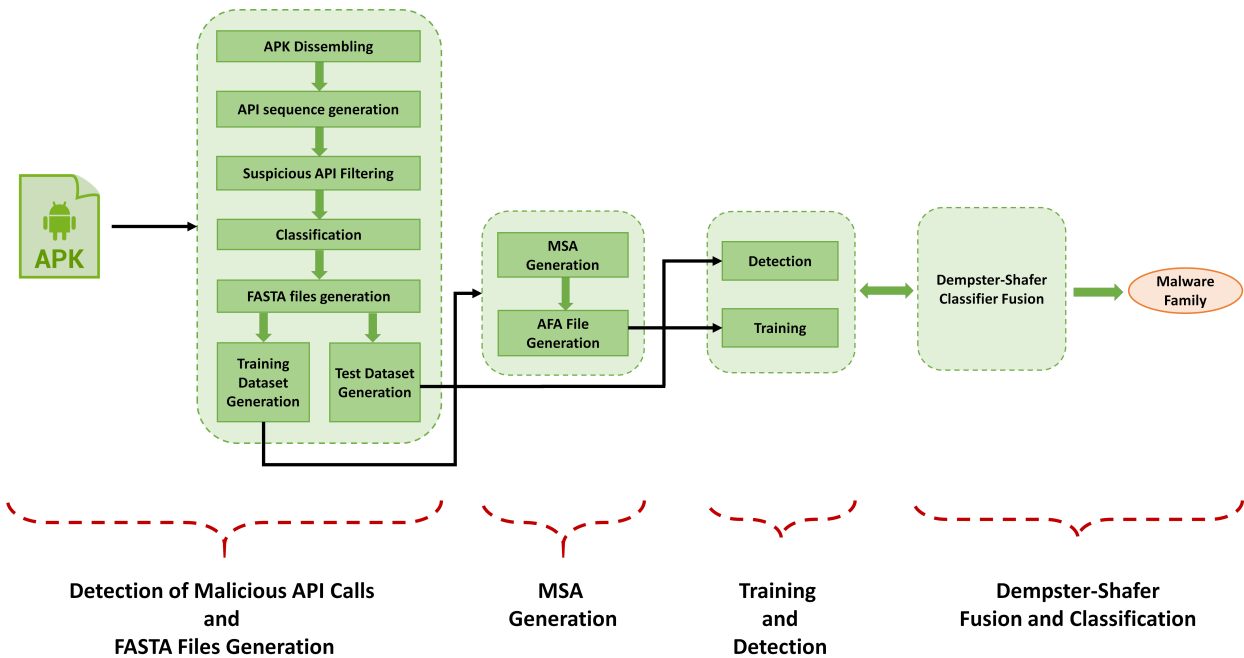 APK
APK Dissembling
API sequence generation
Suspicious API Filtering
Classification
FASTA files generation
Training
Dataset
Generation
Test Dataset
Generation
MSA
Generation
AFA File
Generation
Detection
Training
Dempster-Shafer
Classifier Fusion
Malware
Family
Detection of Malicious API Calls
and
FASTA Files Generation
MSA
Generation
Training
and
Detection
Dempster-Shafer
Fusion and Classification